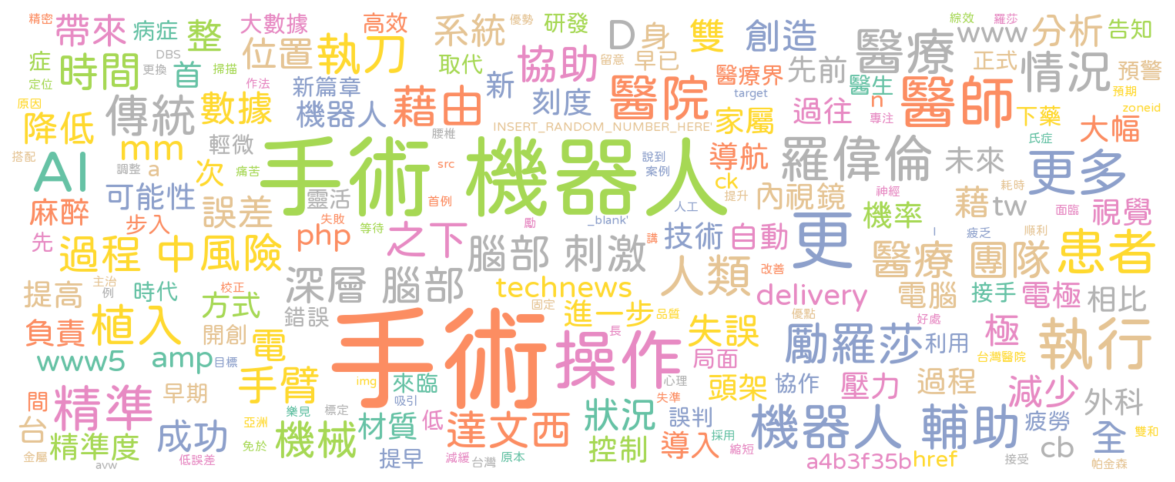 精密
帶來
病症
整
大數據
高效
系統
優勢
研發
D
身
雙
創造
醫療
www
綜效
羅莎
分析
告知
症
時間
首
DBS
更換
掃描
位置
執刀
取代
協助
留意
早已
醫療界
先前
醫生
情況
正式
預警
預期
定位
原因
傳統
數據
作法
新篇章
機器人
藉由
新
刻度
醫院
target
家屬
過往
n
專注
醫師
下藥
zoneid
大幅
降低
mm
輕微
腰椎
INSERT_RANDOM_NUMBER_HERE'
說到
案例
導航
羅偉倫
未來
氏症
更多
搭配
AI
調整
a
次
痛苦
手術 機器人
src
ck
提升
內視鏡
神經
耗時
麻醉
可能性
靈活
首例
人工
機率
藉
tw
面臨
視覺
先
步入
誤差
失敗
php
等待
之下
勵
_blank'
講
技術
自動
更
l
疲乏
順利
過程 中風險
腦部 刺激
人類
改善
醫療 團隊
患者
主治
例
深層 腦部
technews
提高
時代
校正
方式
錯誤
固定
進一步
品質
delivery
電腦
接手
電極
相比
負責
植入
開創
手術
長
失誤
優點
好處
www5
amp
目標
電
操作
局面
勵羅莎
利用
極
台灣醫院
執行
手臂
img
來臨
吸引
心理
頭架
協作
壓力
過程
減少
間
精準
早期
失準
外科
台
亞洲
樂見
標定
材質
低
達文西
狀況
誤判
機器人 輔助
疲勞
全
雙和
精準度
成功
免於
機械
控制
導入
採用
縮短
cb
金屬
avw
低誤差
提早
減緩
台灣
原本
a4b3f35b
href
接受
帕金森